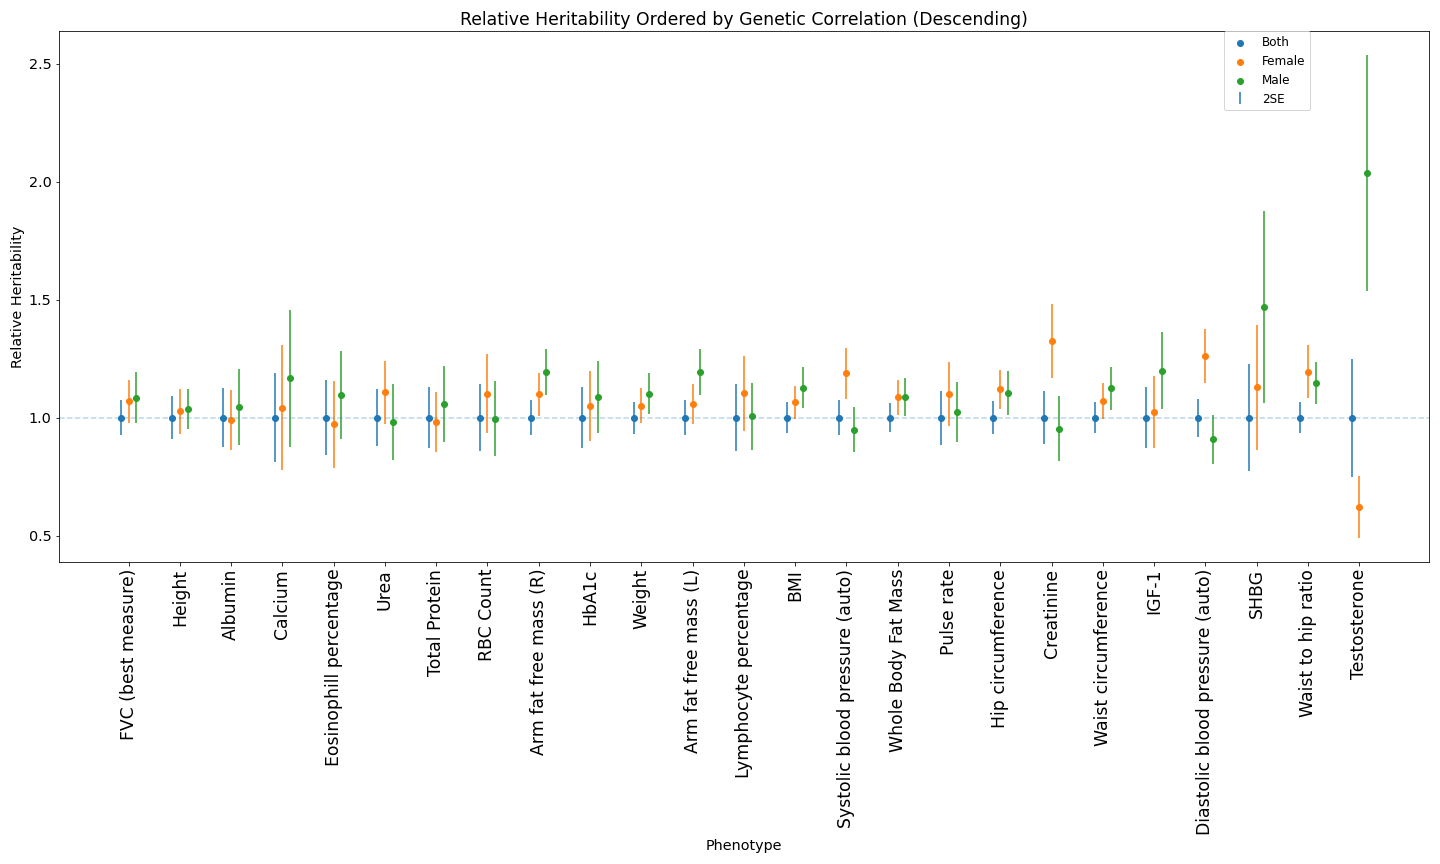 Relative Heritability Ordered by Genetic Correlation (Descending)
Both
Female
Male
2SE
2.5
2.0
1.5
1.0
0.5
Relative Heritability
FVC (best measure)
Height
Albumin
Calcium
Eosinophill percentage
Urea
Total Protein
RBC Count
Arm fat free mass (R)
HbA1c
Weight
Arm fat free mass (L)
Lymphocyte percentage
BMI
Systolic blood pressure (auto)
Whole Body Fat Mass
Pulse rate
Hip circumference
Creatinine
Waist circumference
IGF-1
Diastolic blood pressure (auto)
SHBG
Waist to hip ratio
Testosterone
Phenotype